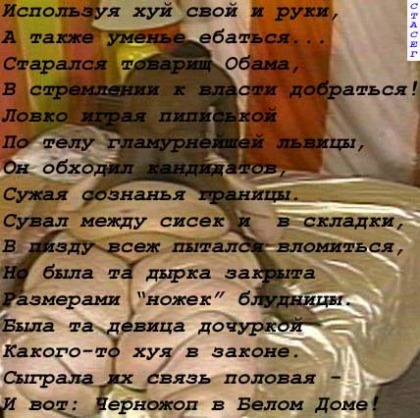 Используя хуй свой и руки,
А также уменье ебаться...
Старался товарищ Обама,
В стремлении к власти добраться!
Ловко играя пиписькой
По телу гламурнейшей львицы,
Он обходил кандидатов,
Сужая сознанья границы.
Сувал между сисек и в складки,
В пизду всеж пытался вломиться,
Но была та дырка закрыта
Размерами “ножек” блудницы.
Была та девица дочуркой
Какого-то хуя в законе.
Сыграла их связь половая -
И вот: Черножоп в Белом Доме!
СТАСЕГ